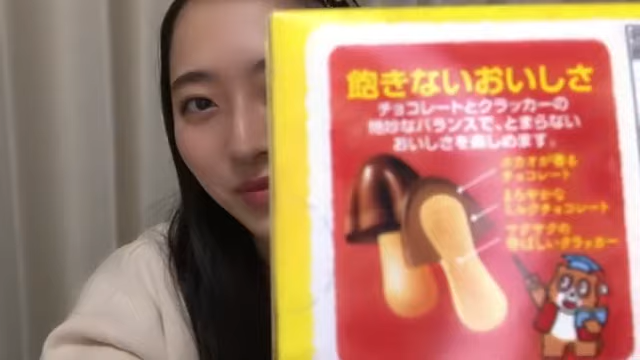 飽きないおいしさ
チョコレートとクラッカーの
絶妙なバランスで、とまらない
おいしさを楽しめます。
カカオが香る
チョコレート
まろやかな
ミルクチョコレート
サクサクの
香ばしいクラッカー